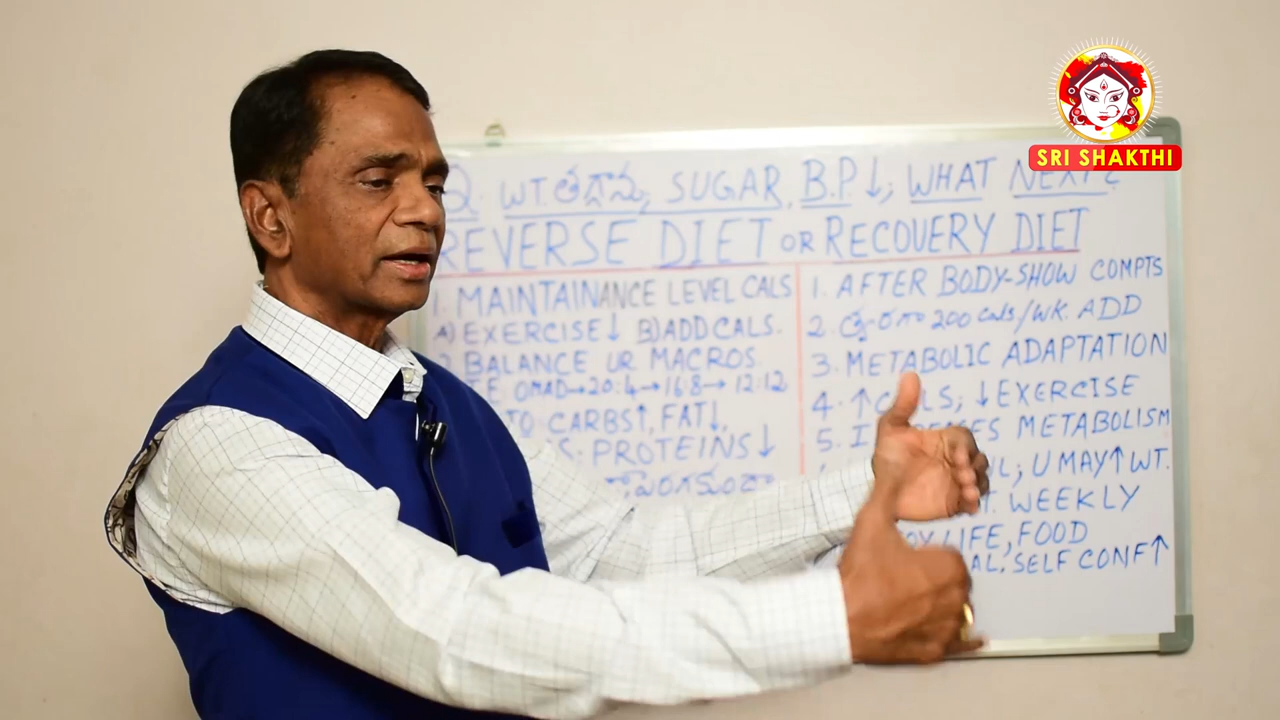 SRI SHAKTHI
Q. WT. తగ్గాను, SUGAR, B.P↓; WHAT NEXT?
REVERSE DIET OR RECOVERY DIET
1. MAINTAINANCE LEVEL CALS
A) EXERCISE↓ B) ADD CALS.
2 BALANCE UR MACROS.
OMAD→20:4→16:8→12:12
TO CARBS↑, FAT↓,
PROTEINS↓
1. AFTER BODY-SHOW COMPTS
2. 200 Cals/WK. ADD
3. METABOLIC ADAPTATION
4. ↑ ↓EXERCISE
5. METABOLISM
U MAY↑WT.
WEEKLY
LIFE, FOOD
SELF CONF↑